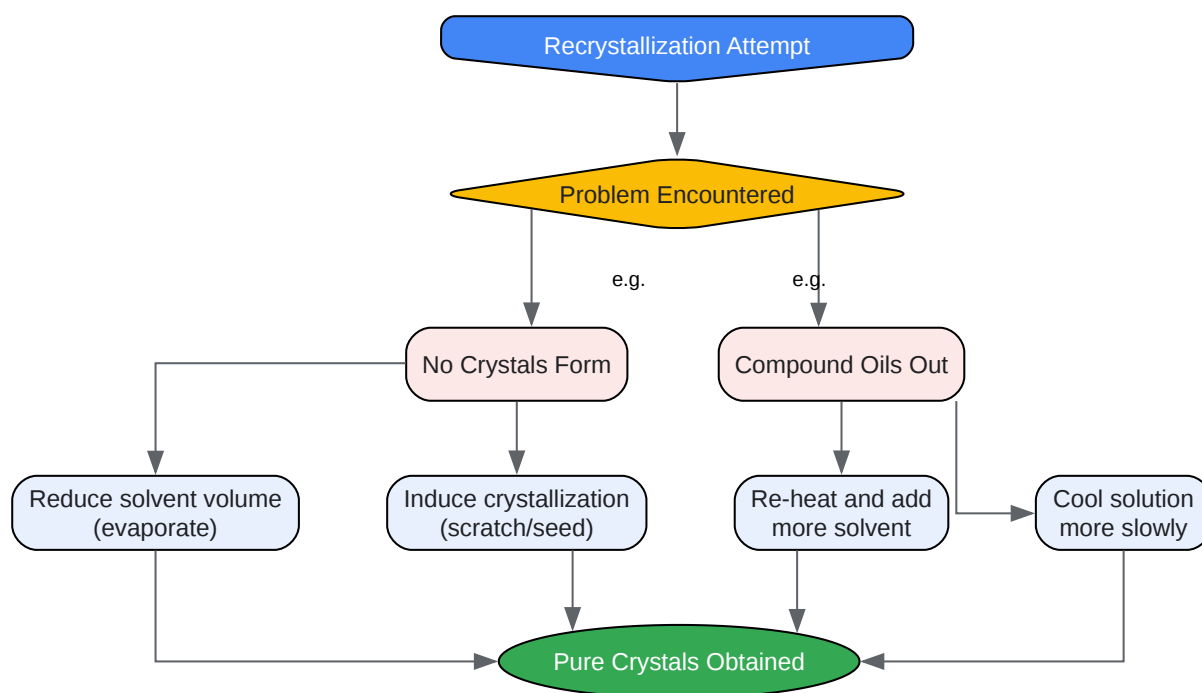 Recrystallization Attempt
Problem Encountered
e.g.
e.g.
No Crystals Form
Compound Oils Out
Reduce solvent volume
(evaporate)
Induce crystallization
(scratch/seed)
Re-heat and add
more solvent
Cool solution
more slowly
Pure Crystals Obtained